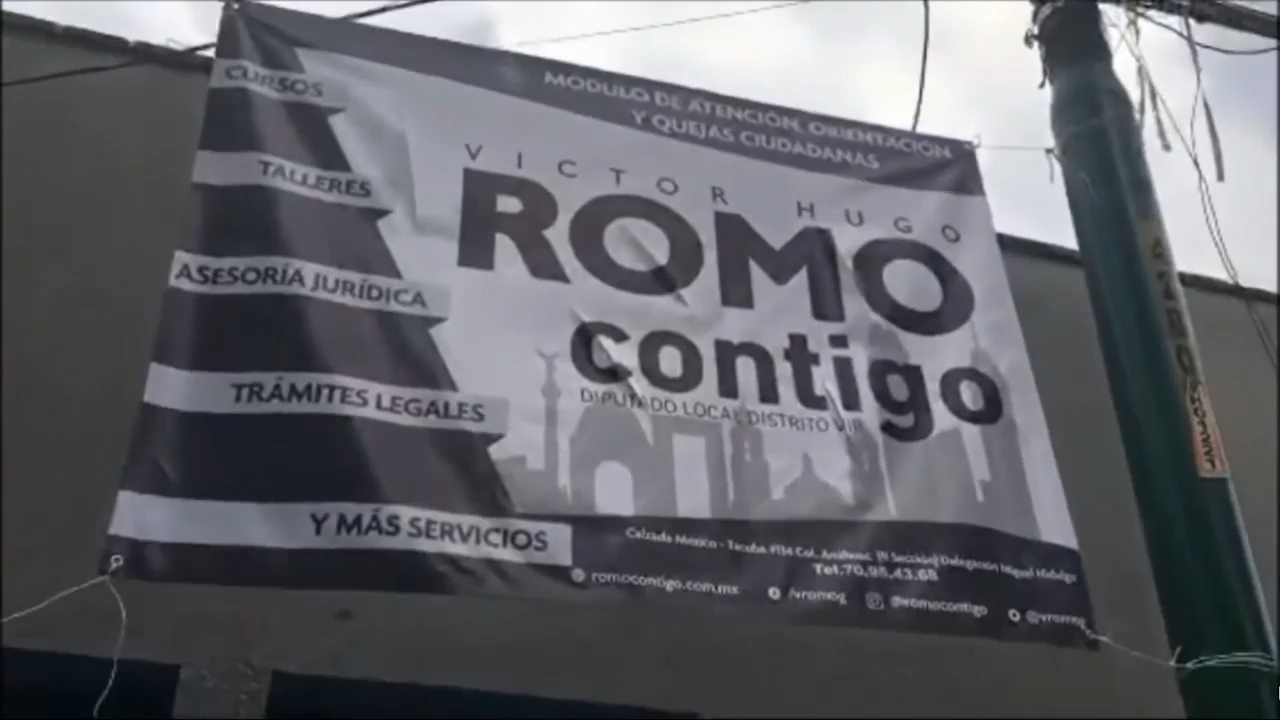 MÓDULO DE ATENCIÓN, ORIENTACIÓN
Y QUEJAS CIUDADANAS
CURSOS
TALLERES
ASESORÍA JURÍDICA
TRÁMITES LEGALES
Y MÁS SERVICIOS
VICTOR HUGO
ROMO
contigo
DIPUTADO LOCAL DISTRITO VIII
Calzada México - Tacuba #134 Col. Anáhuac, (II Sección) Delegación Miguel Hidalgo
Tel.70.95.43.68
romocontigo.com.mx /vromog @romocontigo @vromog